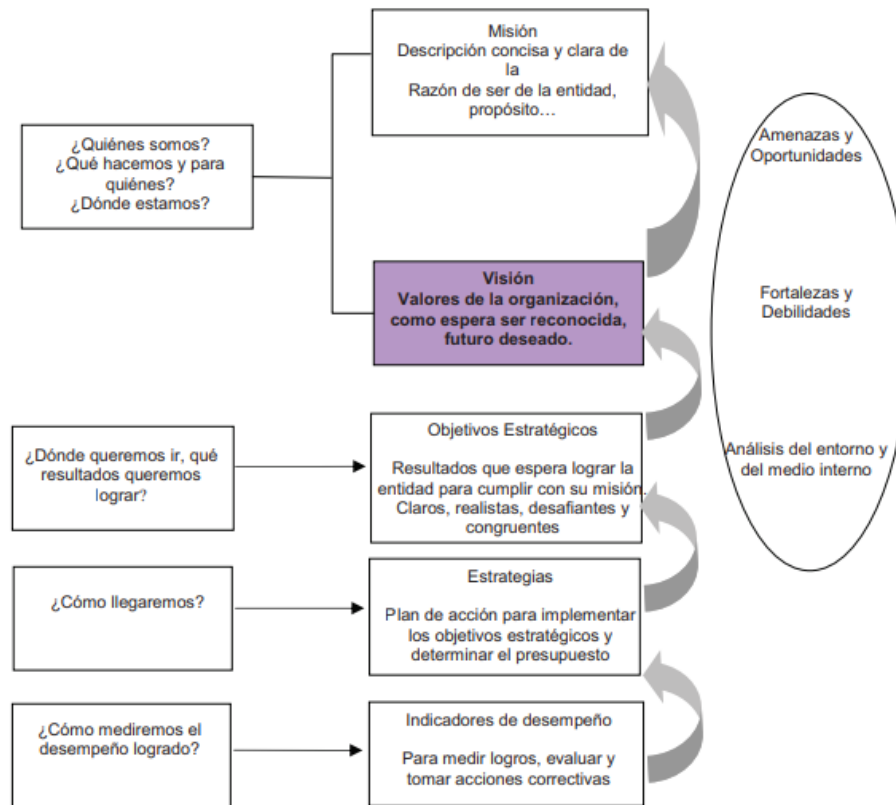 Misión
Descripción concisa y clara de
la
Razón de ser de la entidad,
propósito…
¿Quiénes somos?
¿Qué hacemos y para
quiénes?
¿Dónde estamos?
Amenazas y
Oportunidades
Visión
Valores de la organización,
como espera ser reconocida,
futuro deseado.
Fortalezas y
Debilidades
¿Dónde queremos ir, qué
resultados queremos
lograr?
Objetivos Estratégicos
Resultados que espera lograr la
entidad para cumplir con su misión.
Claros, realistas, desafiantes y
congruentes
Análisis del entorno y
del medio interno
¿Cómo llegaremos?
Estrategias
Plan de acción para implementar
los objetivos estratégicos y
determinar el presupuesto
¿Cómo mediremos el
desempeño logrado?
Indicadores de desempeño
Para medir logros, evaluar y
tomar acciones correctivas